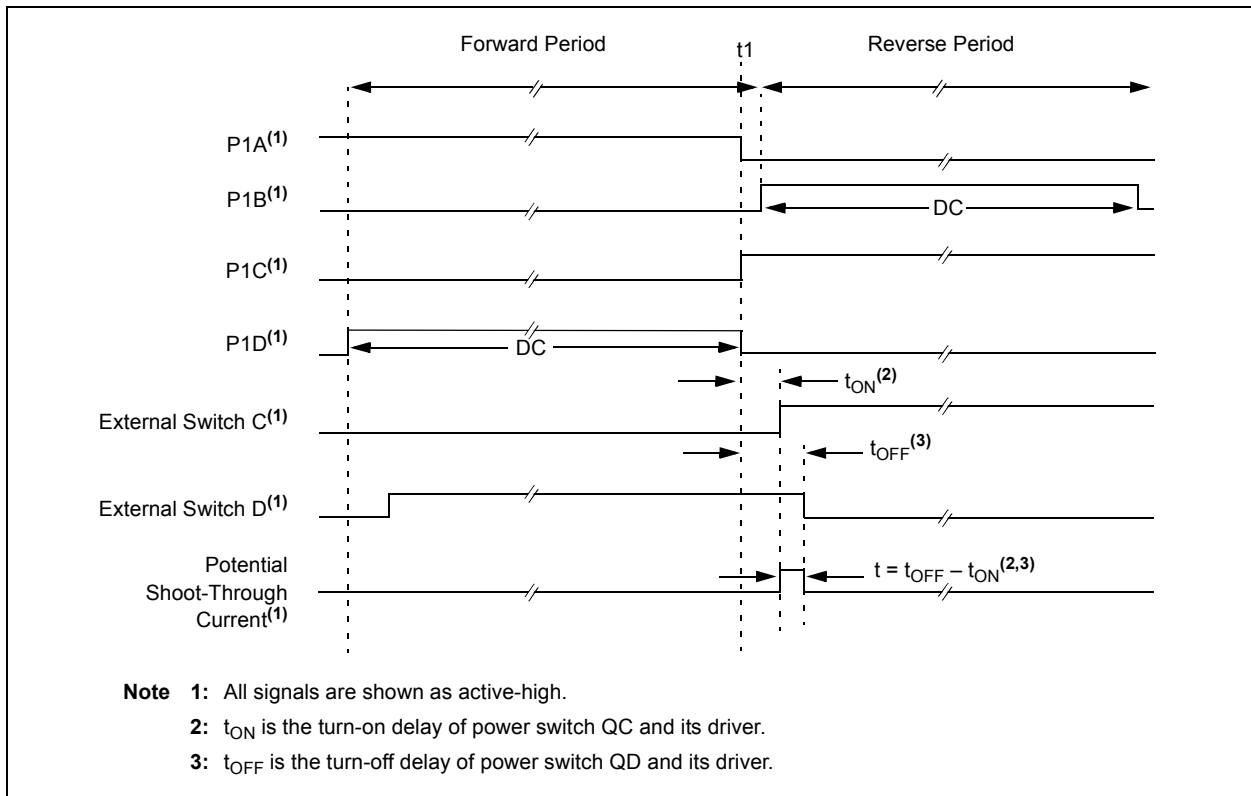 Forward Period
t1
Reverse Period
P1A(1)
P1B(1)
DC
P1C(1)
P1D(1)
DC
tON(2)
External Switch C(1)
tOFF(3)
External Switch D(1)
Potential
Shoot-Through
Current(1)
t = tOFF – tON(2,3)
Note 1: All signals are shown as active-high.
2: tON is the turn-on delay of power switch QC and its driver.
3: tOFF is the turn-off delay of power switch QD and its driver.